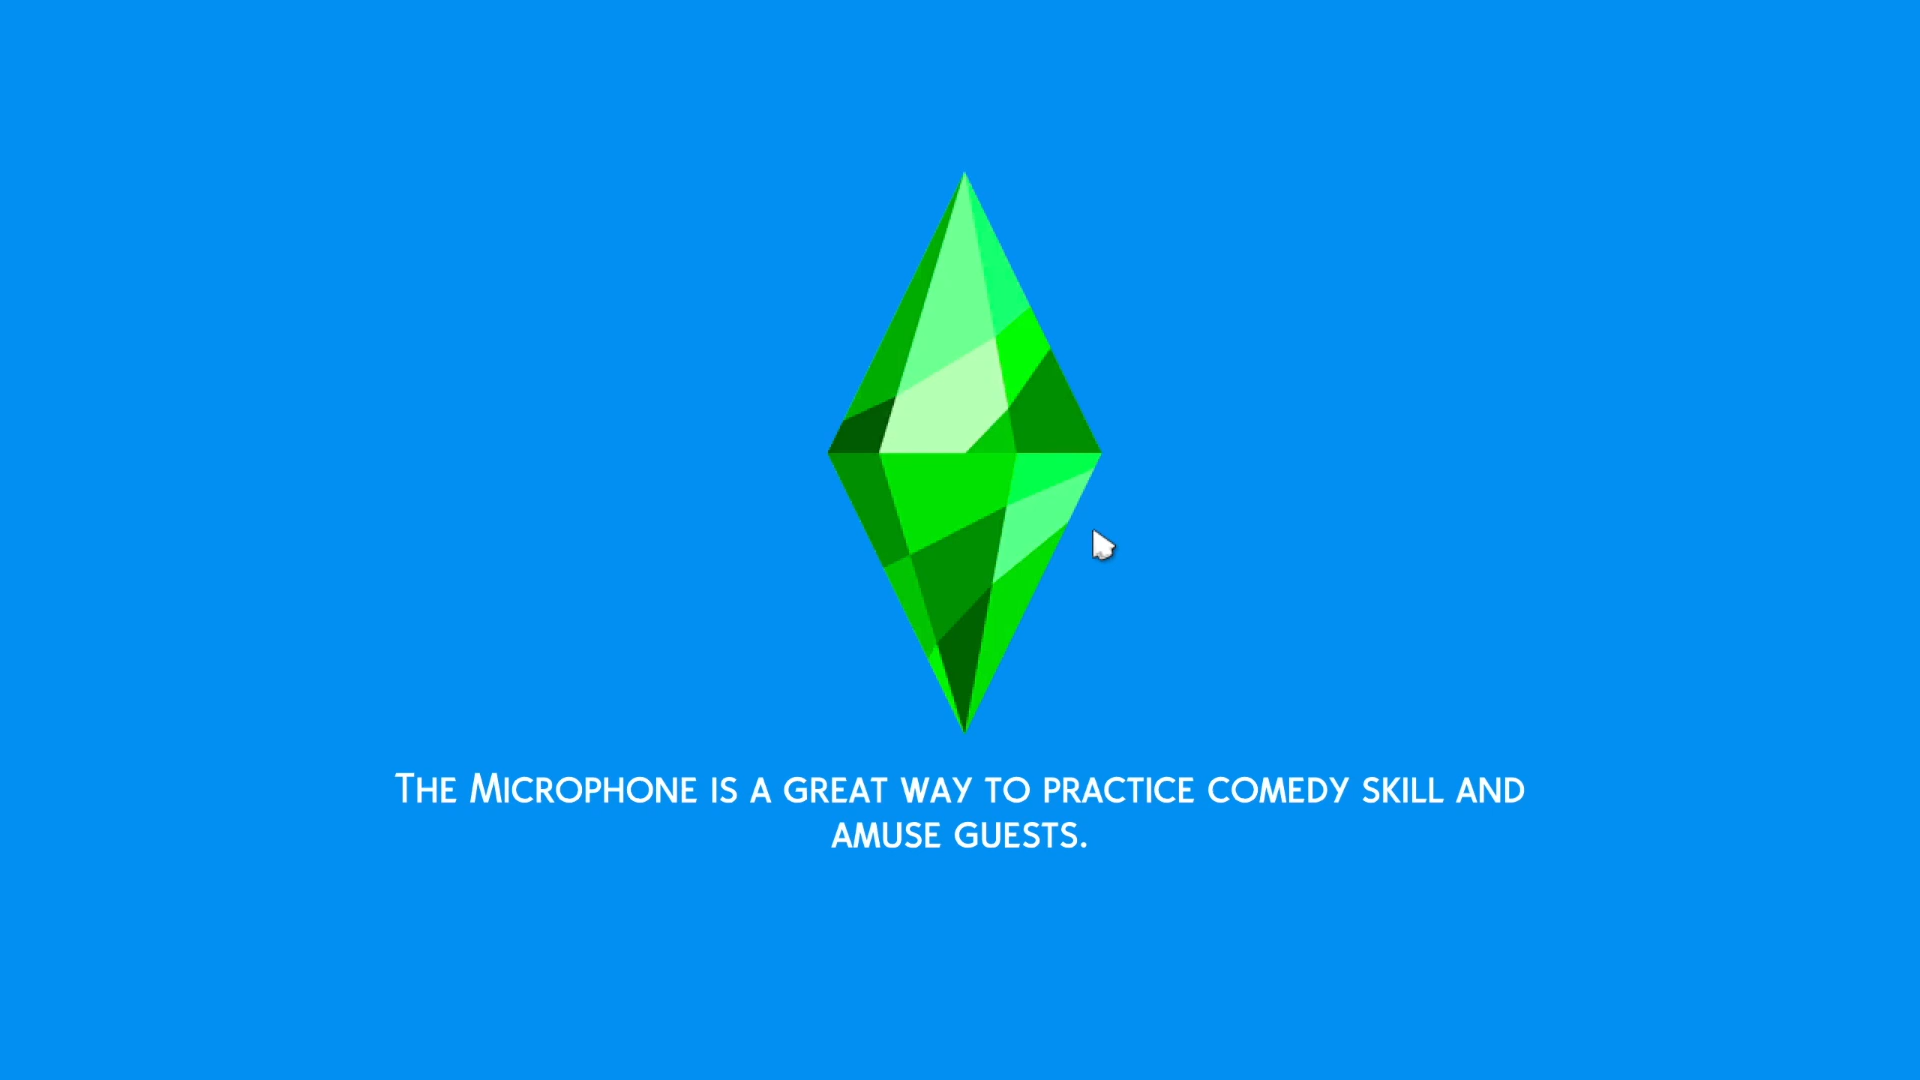 The Microphone is a great way to practice comedy skill and
amuse guests.